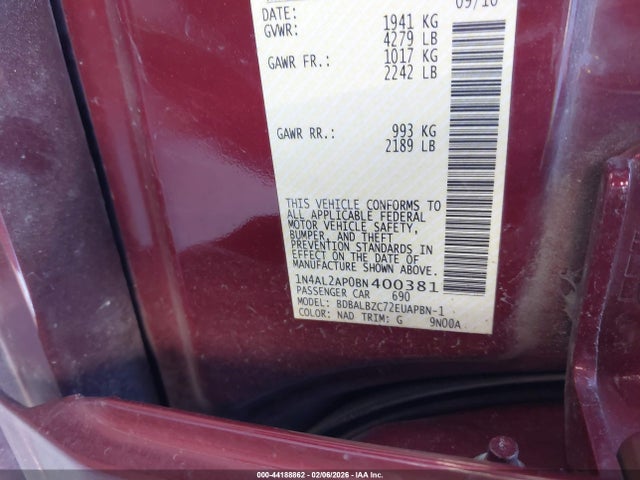 DATE: 09/10
GVWR: 1941 KG
4279 LB
GAWR FR.: 1017 KG
2242 LB
GAWR RR.: 993 KG
2189 LB
THIS VEHICLE CONFORMS TO
ALL APPLICABLE FEDERAL
MOTOR VEHICLE SAFETY,
BUMPER, AND THEFT
PREVENTION STANDARDS IN
EFFECT ON THE DATE OF
MANUFACTURE SHOWN ABOVE.
1N4AL2AP0BN400381
PASSENGER CAR 690
MODEL: BDBALBZC72EUAPBN-1
COLOR: NAD TRIM: G 9N00A
000-44188862 - 02/06/2026 - IAA Inc.